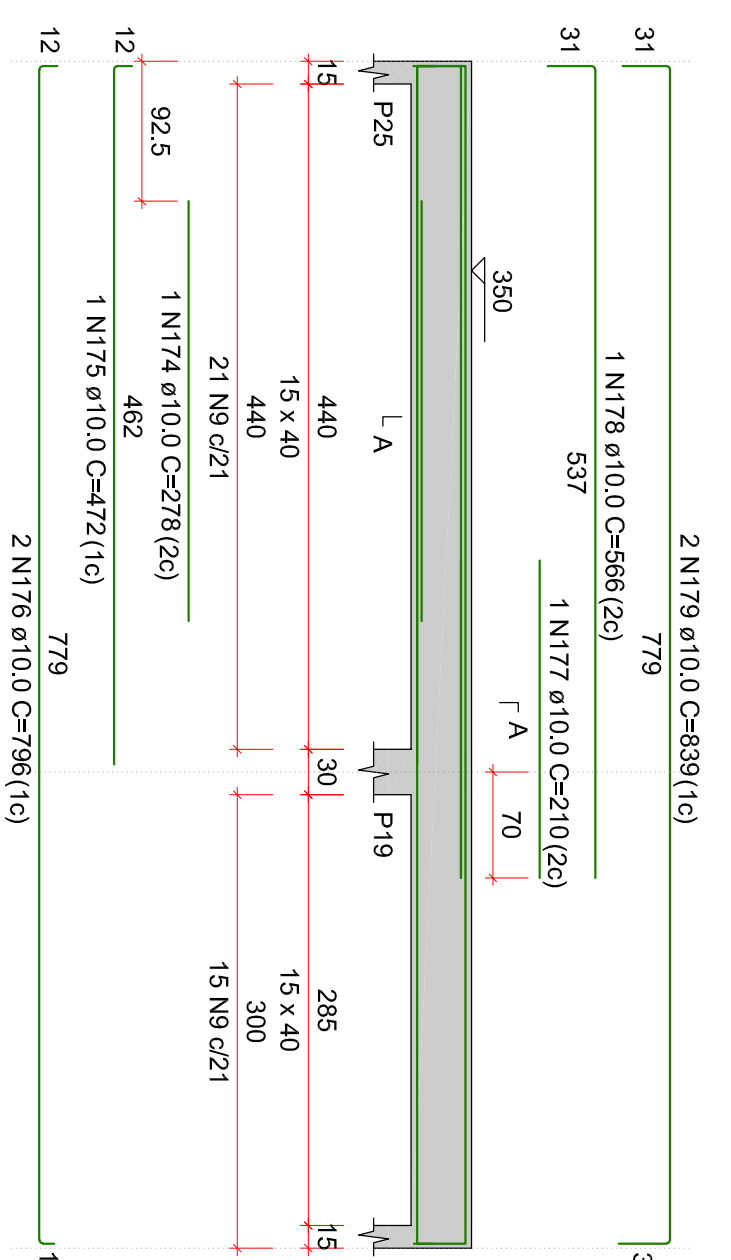 2 N179 ø10.0 C=839(1c)
31
779
1 N178 ø10.0 C=566(2c)
31
537
1 N177 ø10.0 C=210(2c)
A
70
350
P25
A
P19
15
440
30
285
15
15 x 40
15 x 40
440
300
21 N9 c/21
15 N9 c/21
1 N174 ø10.0 C=278(2c)
92.5
12
462
1 N175 ø10.0 C=472(1c)
12
779
2 N176 ø10.0 C=796(1c)